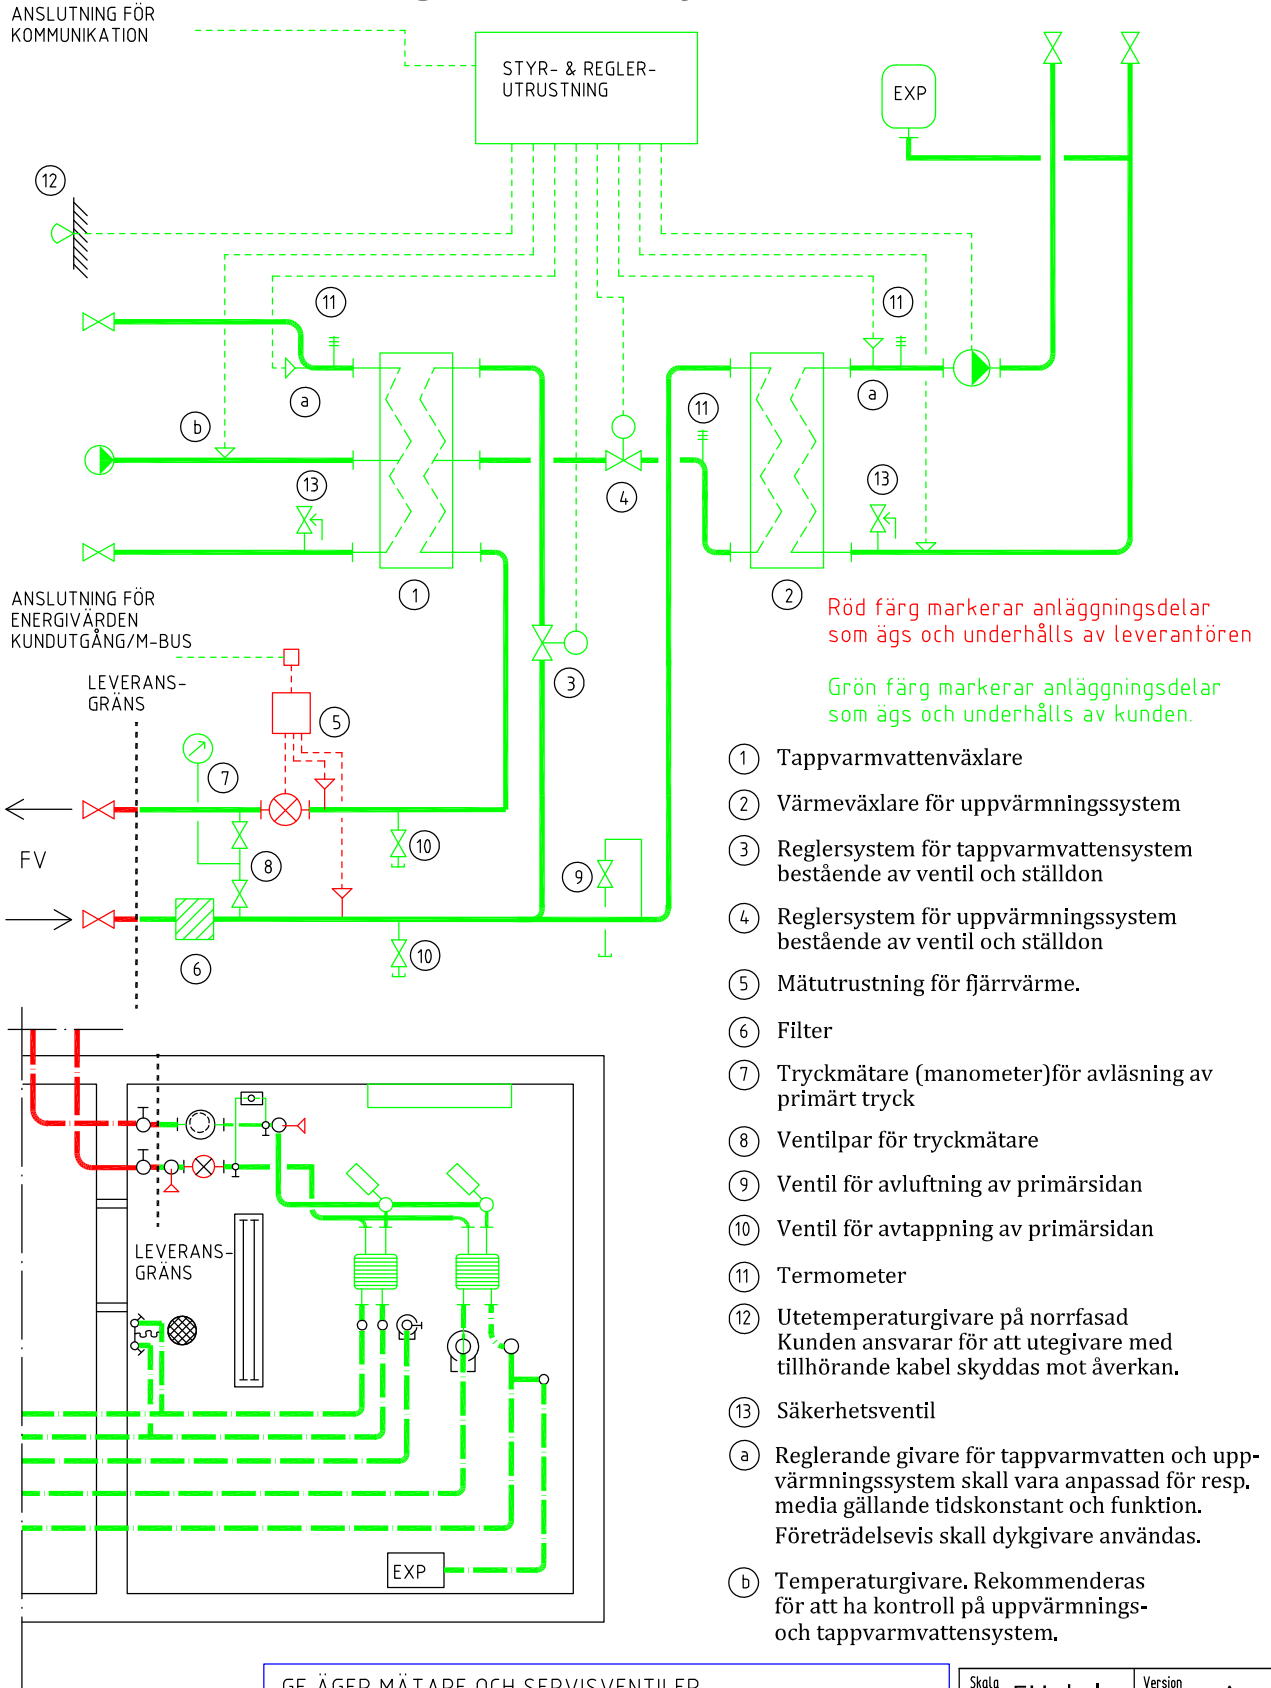 ANSLUTNING FÖR
KOMMUNIKATION
STYR- & REGLER-
UTRUSTNING
EXP
12
11
11
a
a
b
11
13
13
4
1
2
ANSLUTNING FÖR
ENERGIVÄRDEN
KUNDUTGÅNG/M-BUS
Röd färg markerar anläggningsdelar
som ägs och underhålls av leverantören
LEVERANS-
GRÄNS
3
Grön färg markerar anläggningsdelar
som ägs och underhålls av kunden.
5
7
10
8
9
FV
10
6
1 Tappvarmvattenväxlare
2 Värmeväxlare för uppvärmningssystem
3 Reglersystem för tappvarmvattensystem
bestående av ventil och ställdon
4 Reglersystem för uppvärmningssystem
bestående av ventil och ställdon
5 Mätutrustning för fjärrvärme.
6 Filter
7 Tryckmätare (manometer)för avläsning av
primärt tryck
8 Ventilpar för tryckmätare
9 Ventil för avluftning av primärsidan
10 Ventil för avtappning av primärsidan
11 Termometer
12 Utetemperaturgivare på norrfasad
Kunden ansvarar för att utegivare med
tillhörande kabel skyddas mot åverkan.
13 Säkerhetsventil
a Reglerande givare för tappvarmvatten och upp-
värmningssystem skall vara anpassad för resp.
media gällande tidskonstant och funktion.
Företrädelsevis skall dykgivare användas.
b Temperaturgivare. Rekommenderas
för att ha kontroll på uppvärmnings-
och tappvarmvattensystem.
LEVERANS-
GRÄNS
EXP
GE ÄGER MÄTARE OCH SERVISVENTILER
Skala
Version